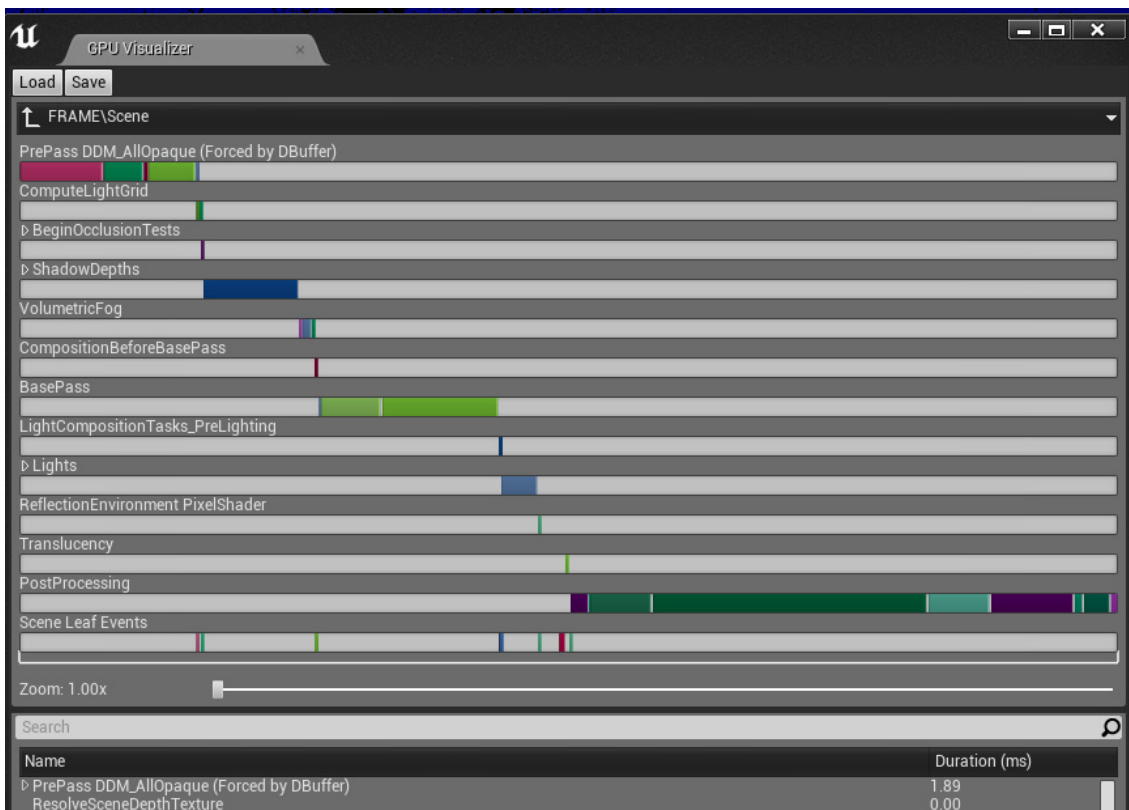 GPU Visualizer
Load Save
FRAME\Scene
PrePass DDM_AllOpaque (Forced by DBuffer)
ComputeLightGrid
BeginOcclusionTests
ShadowDepths
VolumetricFog
CompositionBeforeBasePass
BasePass
LightCompositionTasks_PreLighting
Lights
ReflectionEnvironment PixelShader
Translucency
PostProcessing
Scene Leaf Events
Zoom: 1.00x
Search
Name Duration (ms)
PrePass DDM_AllOpaque (Forced by DBuffer) 1.89
ResolveSceneDepthTexture 0.00